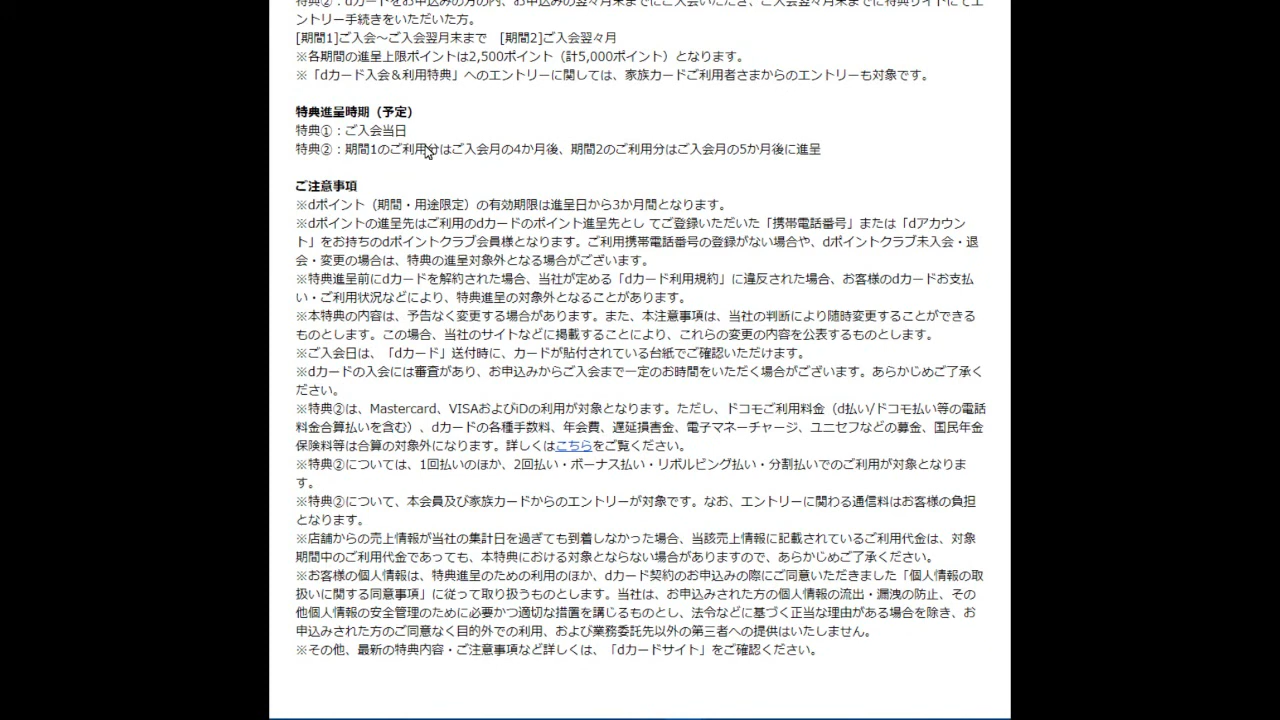 特典②：dカードをお申込みの方の内、お申込みの翌々月末までにご入会いただき、ご入会翌々月末までに特典サイトにてエ
ントリー手続きをいただいた方。
[期間1]ご入会～ご入会翌月末まで　[期間2]ご入会翌々月
※各期間の進呈上限ポイントは2,500ポイント（計5,000ポイント）となります。
※「dカード入会＆利用特典」へのエントリーに関しては、家族カードご利用者さまからのエントリーも対象です。
特典進呈時期（予定）
特典①：ご入会当日
特典②：期間1のご利用分はご入会月の4か月後、期間2のご利用分はご入会月の5か月後に進呈
ご注意事項
※dポイント（期間・用途限定）の有効期限は進呈日から3か月間となります。
※dポイントの進呈先はご利用のdカードのポイント進呈先とし てご登録いただいた「携帯電話番号」または「dアカウン
ト」をお持ちのdポイントクラブ会員様となります。ご利用携帯電話番号の登録がない場合や、dポイントクラブ未入会・退
会・変更の場合は、特典の進呈対象外となる場合がございます。
※特典進呈前にdカードを解約された場合、当社が定める「dカード利用規約」に違反された場合、お客様のdカードお支払
い・ご利用状況などにより、特典進呈の対象外となることがあります。
※本特典の内容は、予告なく変更する場合があります。また、本注意事項は、当社の判断により随時変更することができる
ものとします。この場合、当社のサイトなどに掲載することにより、これらの変更の内容を公表するものとします。
※ご入会日は、「dカード」送付時に、カードが貼付されている台紙でご確認いただけます。
※dカードの入会には審査があり、お申込みからご入会まで一定のお時間をいただく場合がございます。あらかじめご了承く
ださい。
※特典②は、Mastercard、VISAおよびiDの利用が対象となります。ただし、ドコモご利用料金（d払い/ドコモ払い等の電話
料金合算払いを含む）、dカードの各種手数料、年会費、遅延損害金、電子マネーチャージ、ユニセフなどの募金、国民年金
保険料等は合算の対象外になります。詳しくはこちらをご覧ください。
※特典②については、1回払いのほか、2回払い・ボーナス払い・リボルビング払い・分割払いでのご利用が対象となりま
す。
※特典②について、本会員及び家族カードからのエントリーが対象です。なお、エントリーに関わる通信料はお客様の負担
となります。
※店舗からの売上情報が当社の集計日を過ぎても到着しなかった場合、当該売上情報に記載されているご利用代金は、対象
期間中のご利用代金であっても、本特典における対象とならない場合がありますので、あらかじめご了承ください。
※お客様の個人情報は、特典進呈のための利用のほか、dカード契約のお申込みの際にご同意いただきました「個人情報の取
扱いに関する同意事項」に従って取り扱うものとします。当社は、お申込みされた方の個人情報の流出・漏洩の防止、その
他個人情報の安全管理のために必要かつ適切な措置を講じるものとし、法令などに基づく正当な理由がある場合を除き、お
申込みされた方のご同意なく目的外での利用、および業務委託先以外の第三者への提供はいたしません。
※その他、最新の特典内容・ご注意事項など詳しくは、「dカードサイト」をご確認ください。